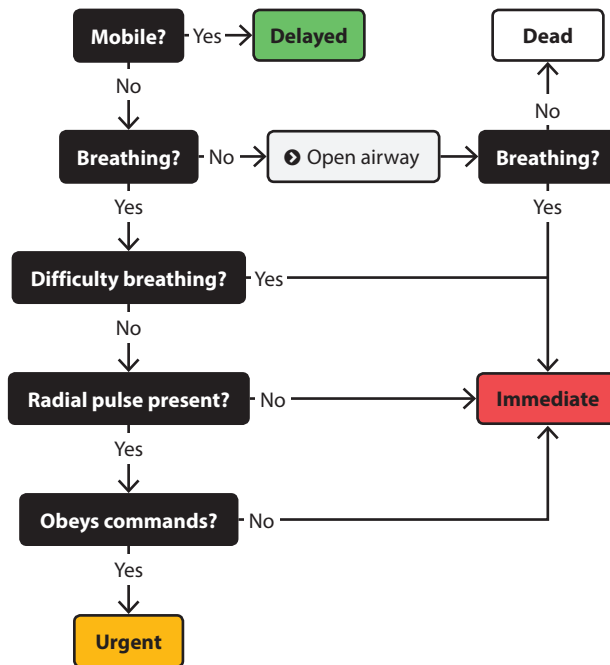 Mobile?
Yes
Delayed
Dead
No
No
Breathing?
No
Open airway
Breathing?
Yes
Yes
Difficulty breathing?
Yes
No
Radial pulse present?
No
Immediate
Yes
Obeys commands?
No
Yes
Urgent